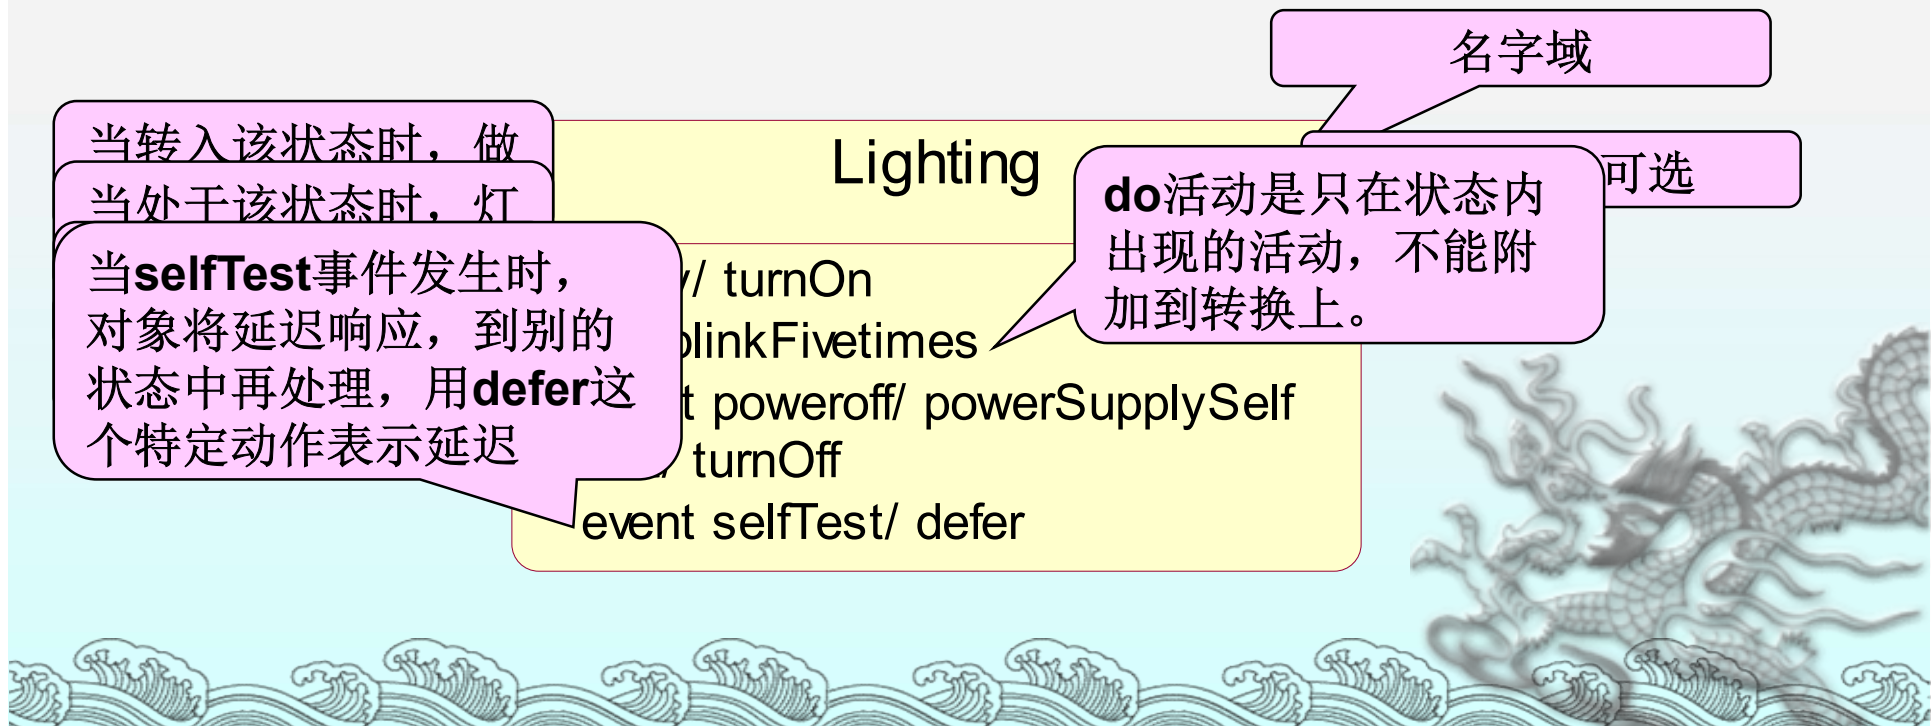 名字域
当转入该状态时，做
Lighting
可选
当处于该状态时，灯
do活动是只在状态内
出现的活动，不能附
加到转换上。
当selfTest事件发生时，
对象将延迟响应，到别的
状态中再处理，用defer这
个特定动作表示延迟
/ turnOn
linkFivetimes
t poweroff/ powerSupplySelf
/ turnOff
event selfTest/ defer